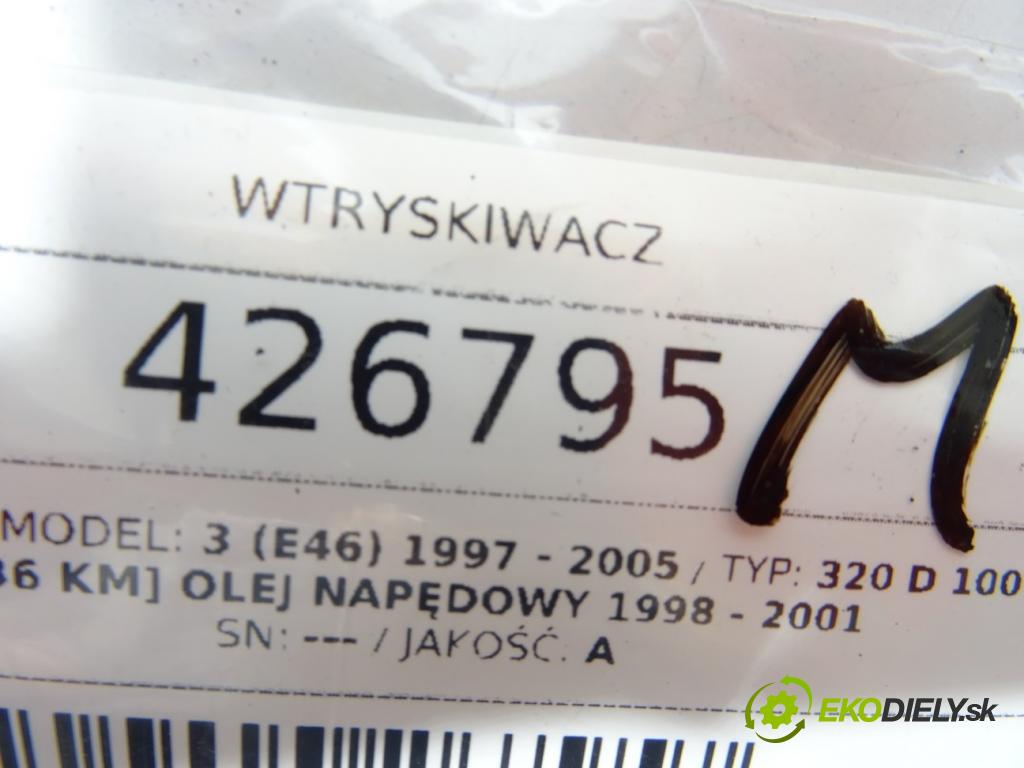 WTRYSKIWACZ
426795 M
MODEL: 3 (E46) 1997 - 2005 / TYP: 320 D 100
36 KM] OLEJ NAPĘDOWY 1998 - 2001
SN: --- / JAKOŚĆ: A
EKODIELY.sk